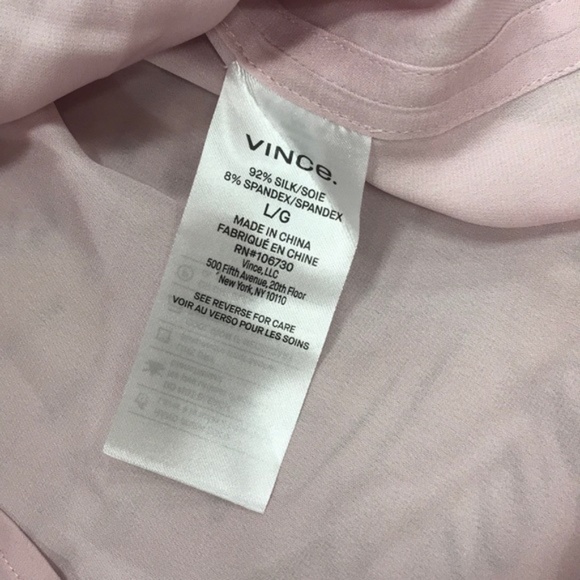 VINCE.
92% SILK/SOIE
8% SPANDEX/SPANDEX
L/G
MADE IN CHINA
FABRIQUÉ EN CHINE
RN#106730
Vince, LLC
500 Fifth Avenue, 20th Floor
New York, NY 10110
SEE REVERSE FOR CARE
VOIR AU VERSO POUR LES SOINS